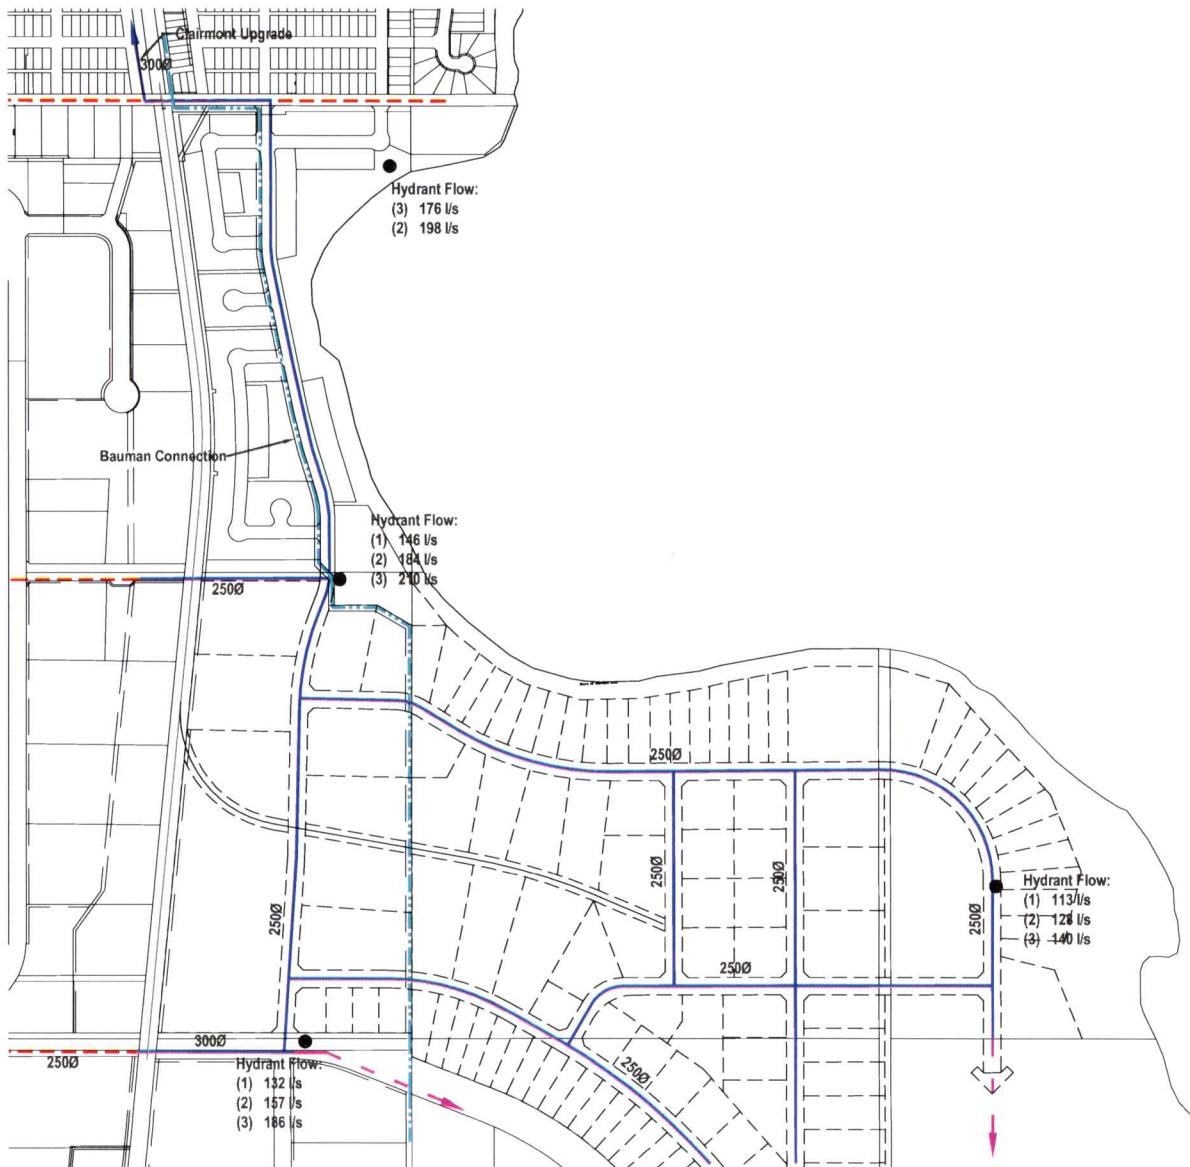 Clairmont Upgrade
300Ø
Hydrant Flow:
(3) 176 l/s
(2) 198 l/s
Bauman Connection
Hydrant Flow:
(1) 146 l/s
(2) 184 l/s
(3) 210 l/s
250Ø
250Ø
250Ø
250Ø
Hydrant Flow:
(1) 113 l/s
(2) 128 l/s
(3) 140 l/s
250Ø
250Ø
250Ø
300Ø
250Ø
250Ø
Hydrant Flow:
(1) 132 l/s
(2) 157 l/s
(3) 186 l/s